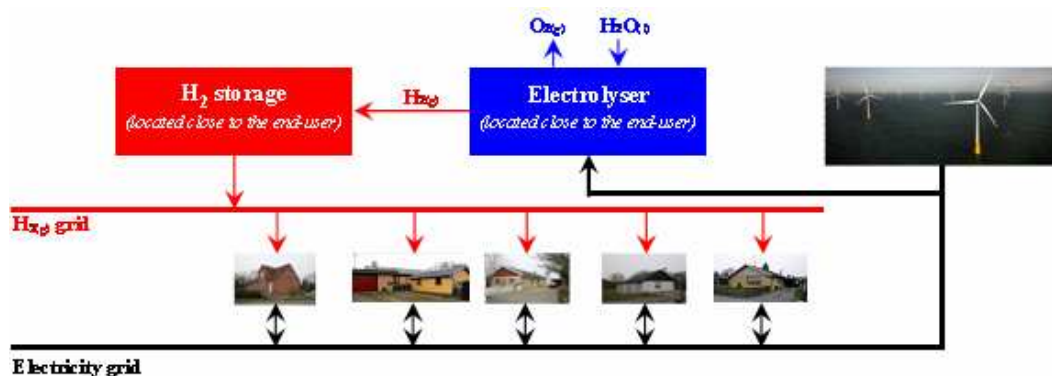 O₂(g) H₂O(l)
H₂ storage
(located close to the end-user)
H₂(g)
Electrolyser
(located close to the end-user)
H₂(g) grid
Electricity grid